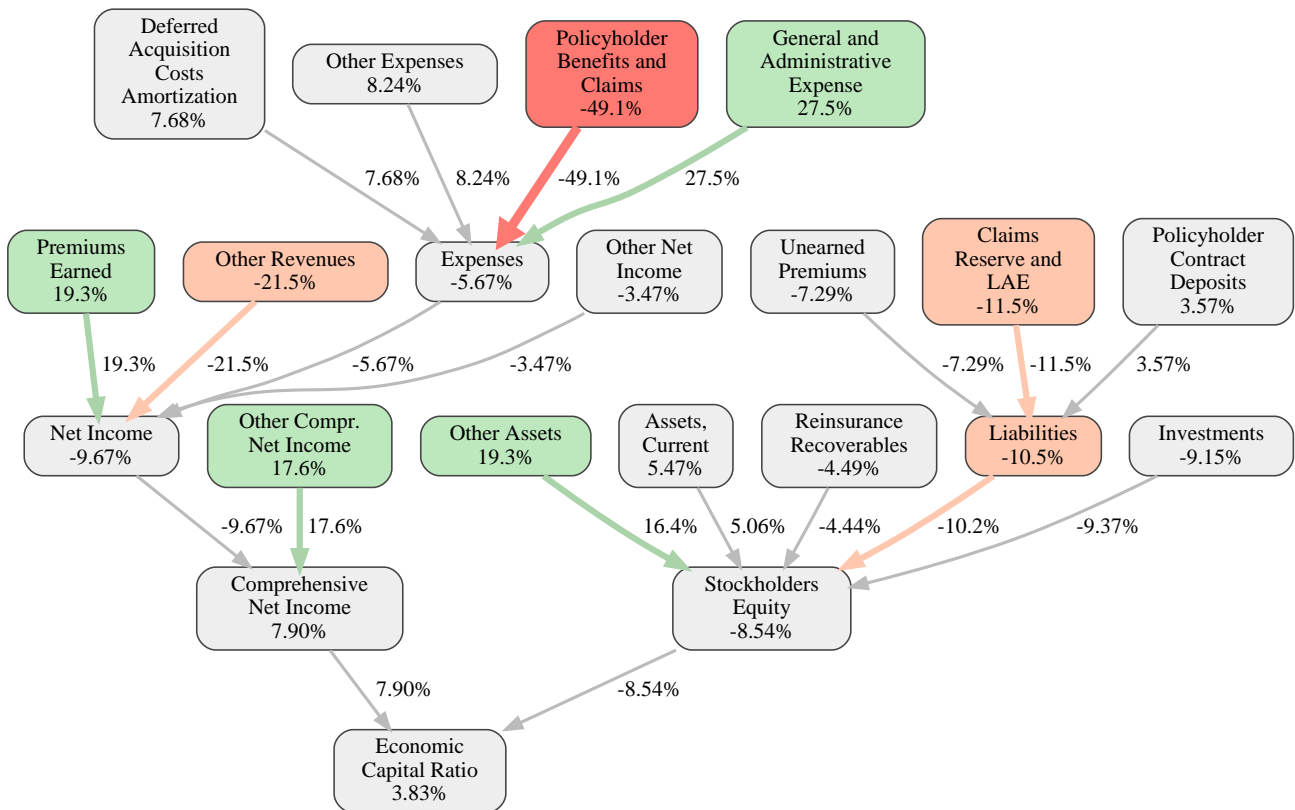 Deferred
Acquisition
Costs
Amortization
7.68%
Other Expenses
8.24%
Policyholder
Benefits and
Claims
-49.1%
General and
Administrative
Expense
27.5%
7.68%
8.24%
-49.1%
27.5%
Premiums
Earned
19.3%
Other Revenues
-21.5%
Expenses
-5.67%
Other Net
Income
-3.47%
Unearned
Premiums
-7.29%
Claims
Reserve and
LAE
-11.5%
Policyholder
Contract
Deposits
3.57%
19.3%
-21.5%
-5.67%
-3.47%
-7.29%
-11.5%
3.57%
Net Income
-9.67%
Other Compr.
Net Income
17.6%
Other Assets
19.3%
Assets,
Current
5.47%
Reinsurance
Recoverables
-4.49%
Liabilities
-10.5%
Investments
-9.15%
-9.67%
17.6%
16.4%
5.06%
-4.44%
-10.2%
-9.37%
Comprehensive
Net Income
7.90%
Stockholders
Equity
-8.54%
7.90%
-8.54%
Economic
Capital Ratio
3.83%